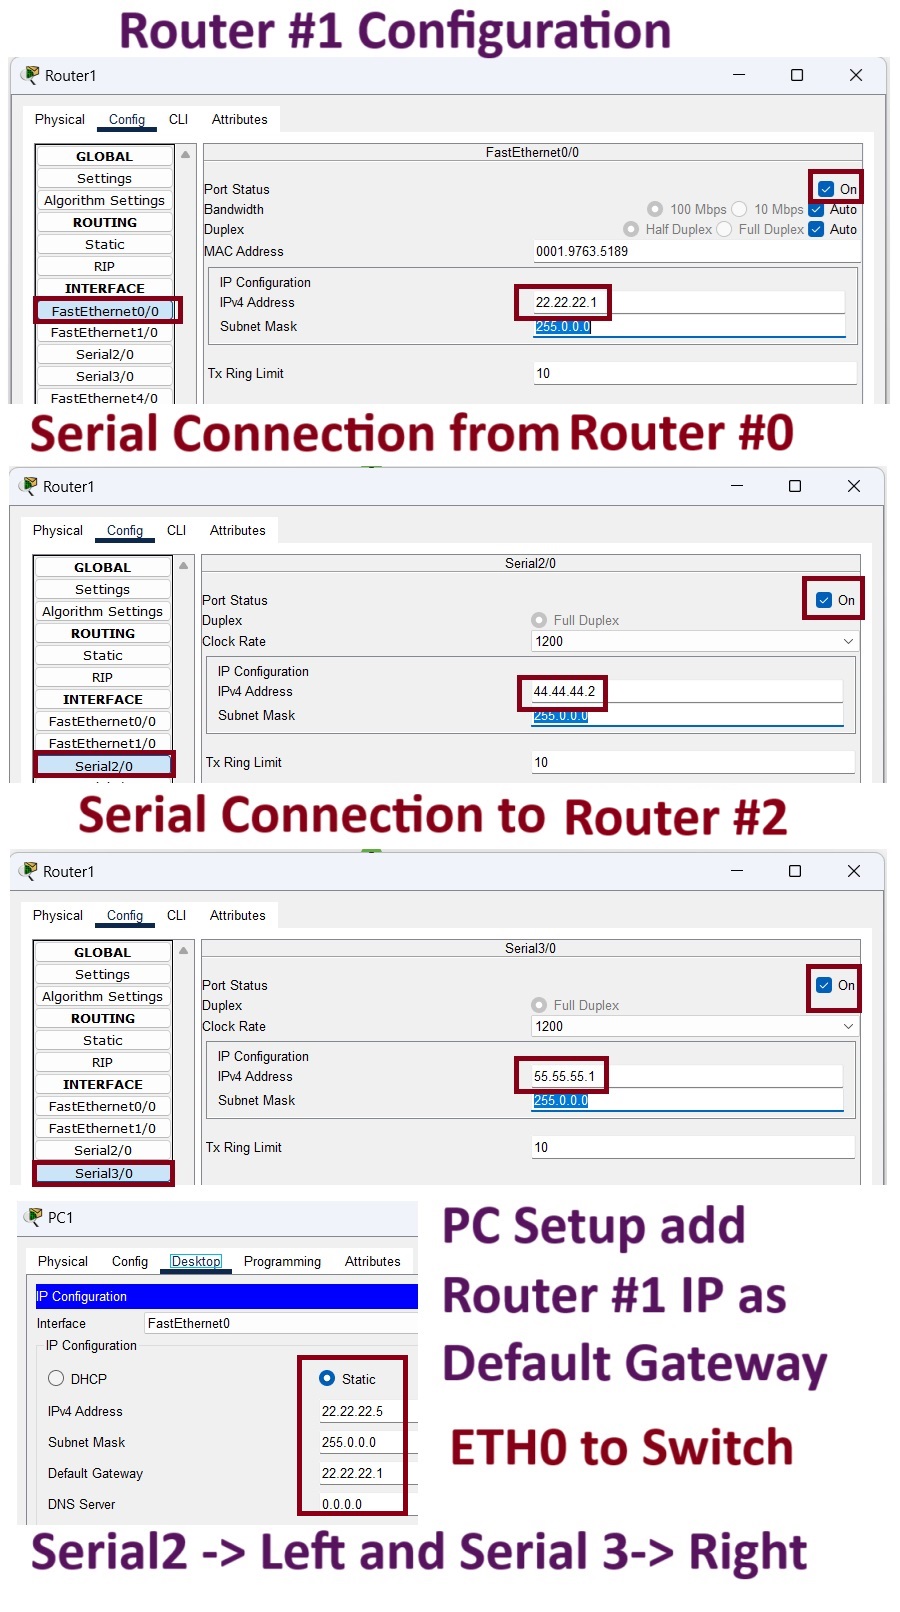 Router #1 Configuration
Router1
Physical Config CLI Attributes
GLOBAL
Settings
Algorithm Settings
ROUTING
Static
RIP
INTERFACE
FastEthernet0/0
FastEthernet1/0
Serial2/0
Serial3/0
FastEthernet4/0
FastEthernet0/0
Port Status On
Bandwidth 100 Mbps 10 Mbps Auto
Duplex Half Duplex Full Duplex Auto
MAC Address 0001.9763.5189
IP Configuration
IPv4 Address 22.22.22.1
Subnet Mask 255.0.0.0
Tx Ring Limit 10
Serial Connection from Router #0
Router1
Physical Config CLI Attributes
GLOBAL
Settings
Algorithm Settings
ROUTING
Static
RIP
INTERFACE
FastEthernet0/0
FastEthernet1/0
Serial2/0
Serial2/0
Port Status On
Duplex Full Duplex
Clock Rate 1200
IP Configuration
IPv4 Address 44.44.44.2
Subnet Mask 255.0.0.0
Tx Ring Limit 10
Serial Connection to Router #2
Router1
Physical Config CLI Attributes
GLOBAL
Settings
Algorithm Settings
ROUTING
Static
RIP
INTERFACE
FastEthernet0/0
FastEthernet1/0
Serial2/0
Serial3/0
Serial3/0
Port Status On
Duplex Full Duplex
Clock Rate 1200
IP Configuration
IPv4 Address 55.55.55.1
Subnet Mask 255.0.0.0
Tx Ring Limit 10
PC1
Physical Config Desktop Programming Attributes
IP Configuration
Interface FastEthernet0
IP Configuration
DHCP Static
IPv4 Address 22.22.22.5
Subnet Mask 255.0.0.0
Default Gateway 22.22.22.1
DNS Server 0.0.0.0
PC Setup add
Router #1 IP as
Default Gateway
ETH0 to Switch
Serial2 -> Left and Serial 3-> Right